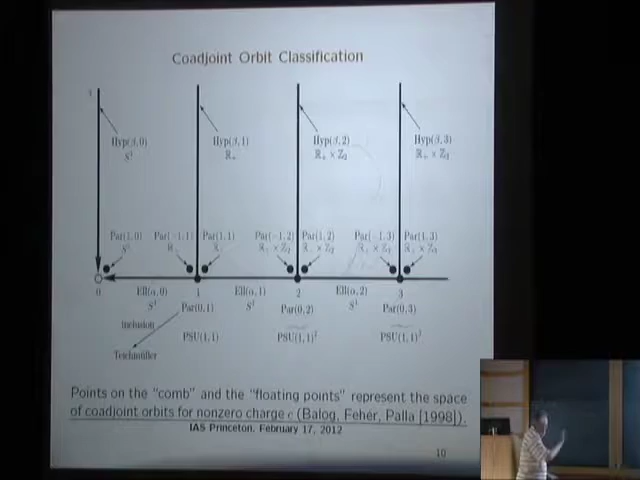 Coadjoint Orbit Classification
Hyp(β,0) Hyp(β,1) Hyp(β,2) Hyp(β,3)
S¹ ℝ₊ ℝ₊ × ℤ₂ ℝ₊ × ℤ₃
Par(1,0) Par(−1,1) Par(1,1) Par(−1,2) Par(1,2) Par(−1,3) Par(1,3)
0 1 2 3
Ell(α,0) Ell(α,1) Ell(α,2)
S¹ S¹ S¹
Par(0,1) Par(0,2) Par(0,3)
inclusion
PSU(1,1) PSU(1,1)² PSU(1,1)³
Teichmüller
Points on the "comb" and the "floating points" represent the space
of coadjoint orbits for nonzero charge c (Balog, Fehér, Palla [1998]).
IAS Princeton. February 17, 2012
10